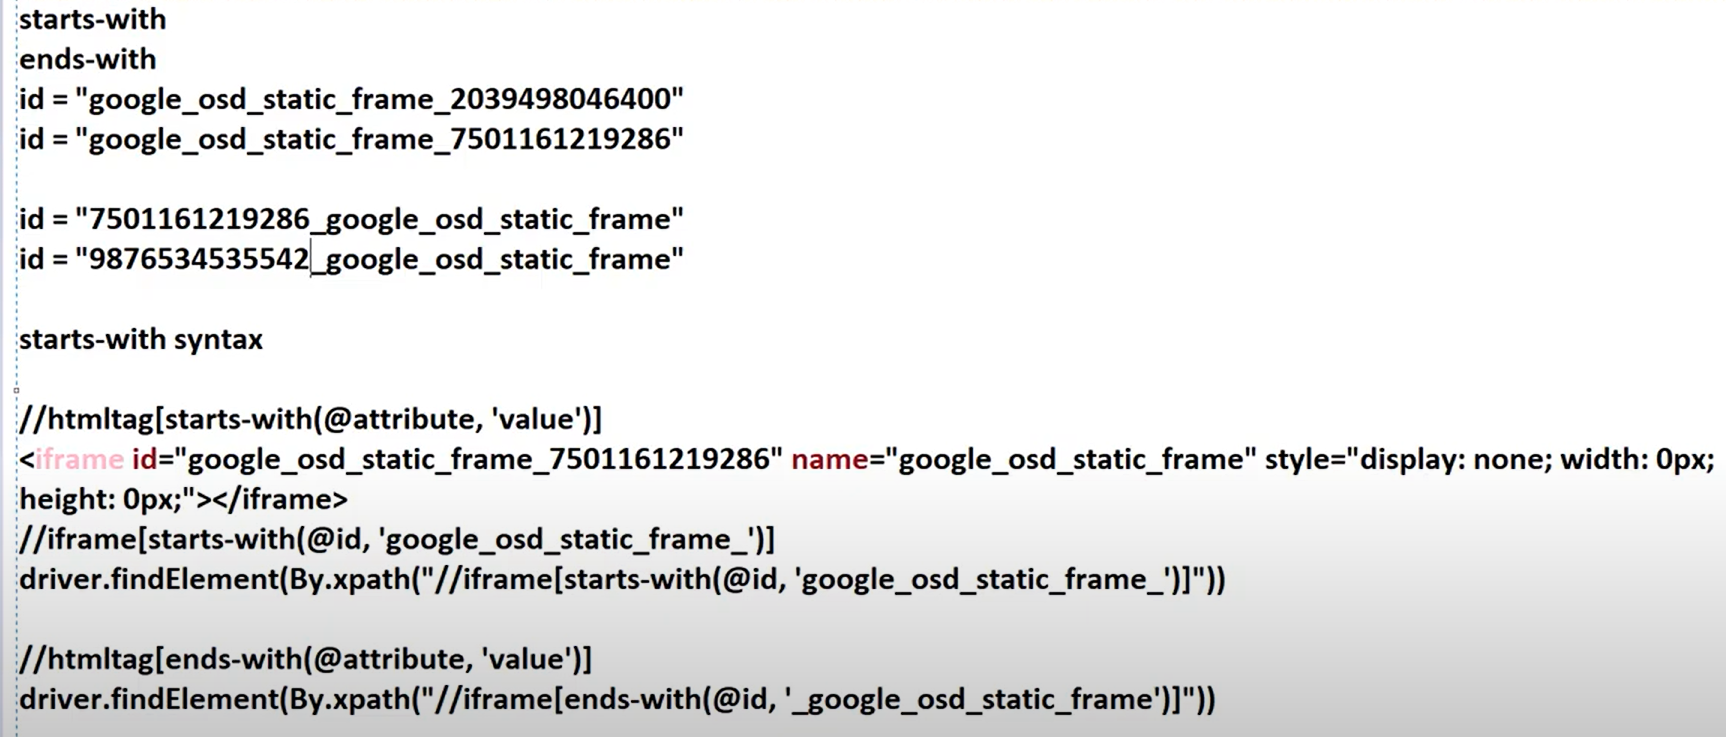 starts-with
ends-with
id = "google_osd_static_frame_2039498046400"
id = "google_osd_static_frame_7501161219286"
id = "7501161219286_google_osd_static_frame"
id = "9876534535542_google_osd_static_frame"
starts-with syntax
//htmltag[starts-with(@attribute, 'value')]
<iframe id="google_osd_static_frame_7501161219286" name="google_osd_static_frame" style="display: none; width: 0px;
height: 0px;"></iframe>
//iframe[starts-with(@id, 'google_osd_static_frame_')]
driver.findElement(By.xpath("//iframe[starts-with(@id, 'google_osd_static_frame_')]"))
//htmltag[ends-with(@attribute, 'value')]
driver.findElement(By.xpath("//iframe[ends-with(@id, '_google_osd_static_frame')]"))